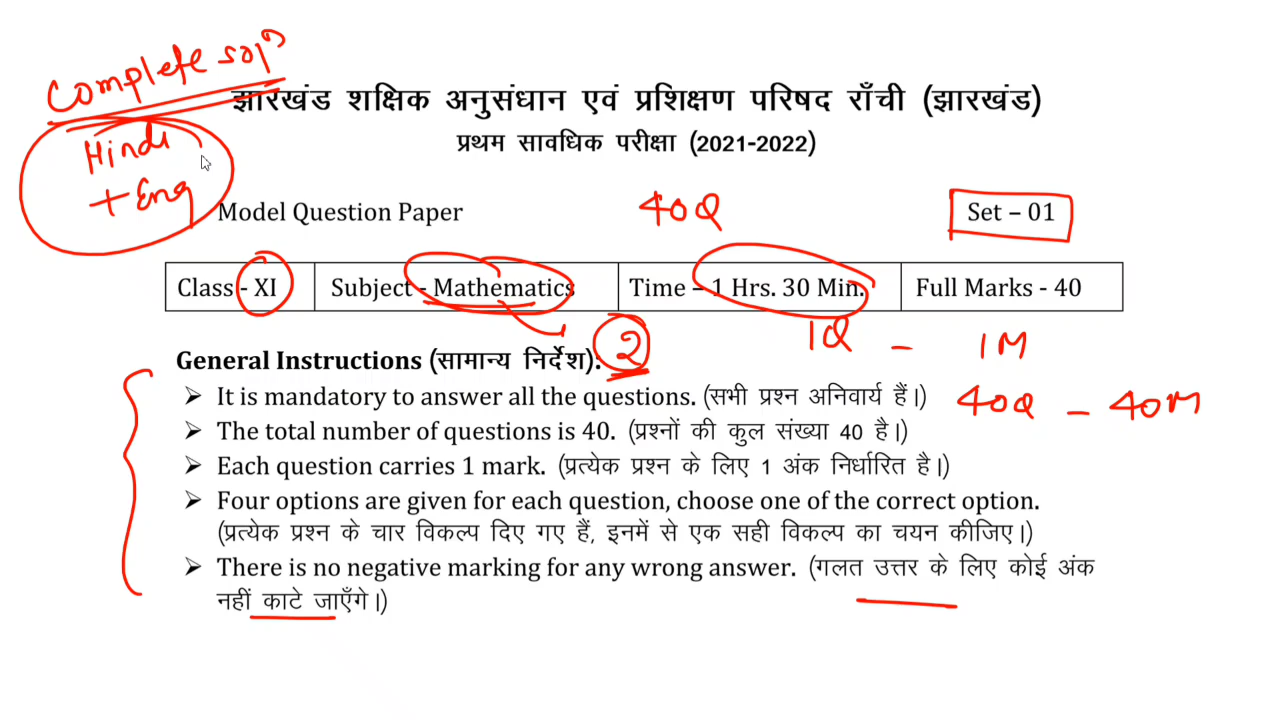 Complete solⁿ
झारखंड शक्षिक अनुसंधान एवं प्रशिक्षण परिषद राँची (झारखंड)
Hindi
+ Eng
प्रथम सावधिक परीक्षा (2021-2022)
Model Question Paper
40Q
Set – 01
Class - XI
Subject - Mathematics
Time – 1 Hrs. 30 Min.
Full Marks - 40
1Q – 1M
General Instructions (सामान्य निर्देश):
2
➢ It is mandatory to answer all the questions. (सभी प्रश्न अनिवार्य हैं।)
40Q – 40M
➢ The total number of questions is 40. (प्रश्नों की कुल संख्या 40 है।)
➢ Each question carries 1 mark. (प्रत्येक प्रश्न के लिए 1 अंक निर्धारित है।)
➢ Four options are given for each question, choose one of the correct option.
(प्रत्येक प्रश्न के चार विकल्प दिए गए हैं, इनमें से एक सही विकल्प का चयन कीजिए।)
➢ There is no negative marking for any wrong answer. (गलत उत्तर के लिए कोई अंक
नहीं काटे जाएँगे।)